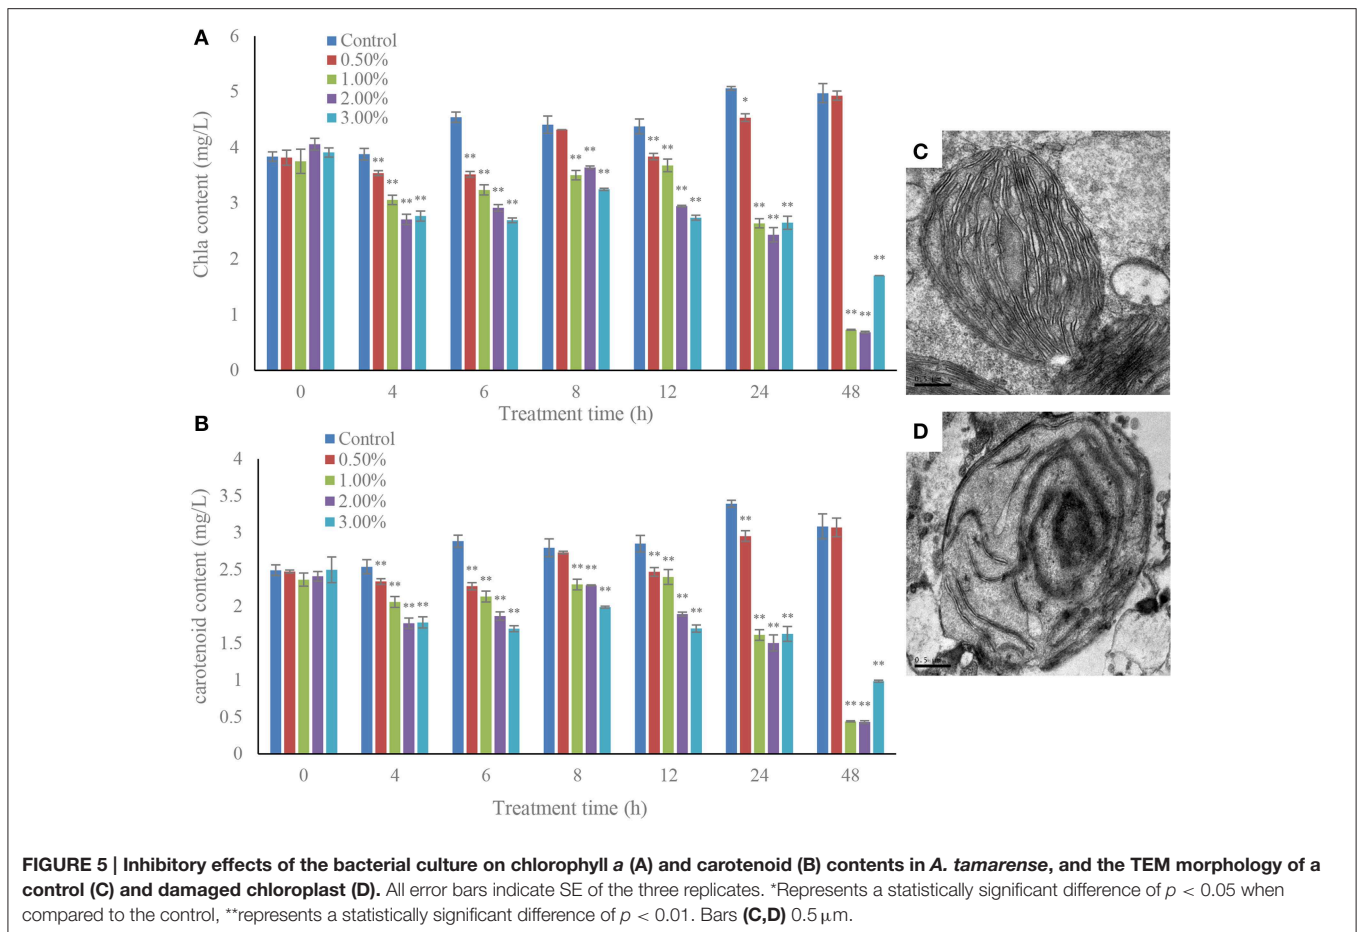 A
Chla content (mg/L)
6
5
4
3
2
1
0
Control
0.50%
1.00%
2.00%
3.00%
** ** ** **
** ** ** **
** ** **
** ** ** **
* ** ** **
** ** **
0 4 6 8 12 24 48
Treatment time (h)
B
carotenoid content (mg/L)
4
3.5
3
2.5
2
1.5
1
0.5
0
Control
0.50%
1.00%
2.00%
3.00%
** ** ** **
** ** ** **
** ** **
** ** ** **
** ** ** **
** ** **
0 4 6 8 12 24 48
Treatment time (h)
C
0.5 μm
D
0.5 μm
FIGURE 5 | Inhibitory effects of the bacterial culture on chlorophyll a (A) and carotenoid (B) contents in A. tamarense, and the TEM morphology of a
control (C) and damaged chloroplast (D). All error bars indicate SE of the three replicates. *Represents a statistically significant difference of p < 0.05 when
compared to the control, **represents a statistically significant difference of p < 0.01. Bars (C,D) 0.5 μm.